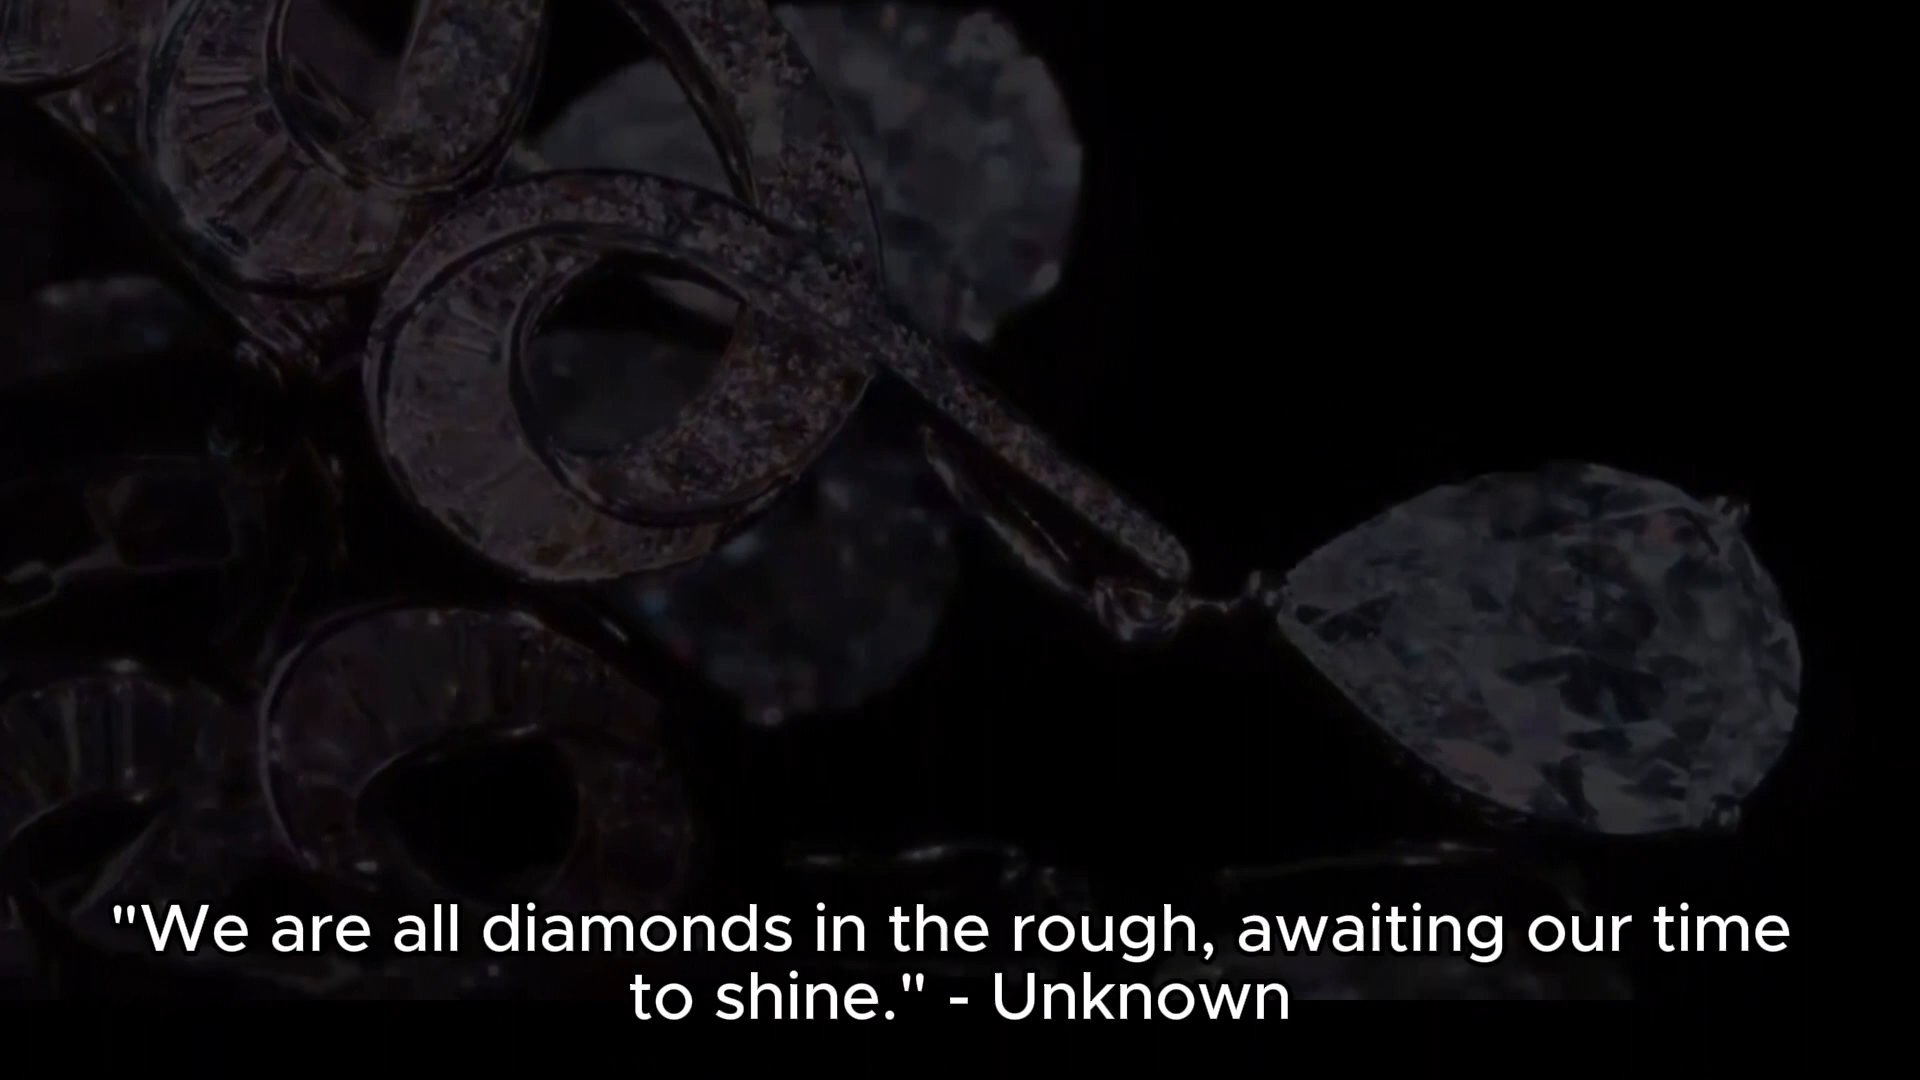 "We are all diamonds in the rough, awaiting our time
to shine." - Unknown